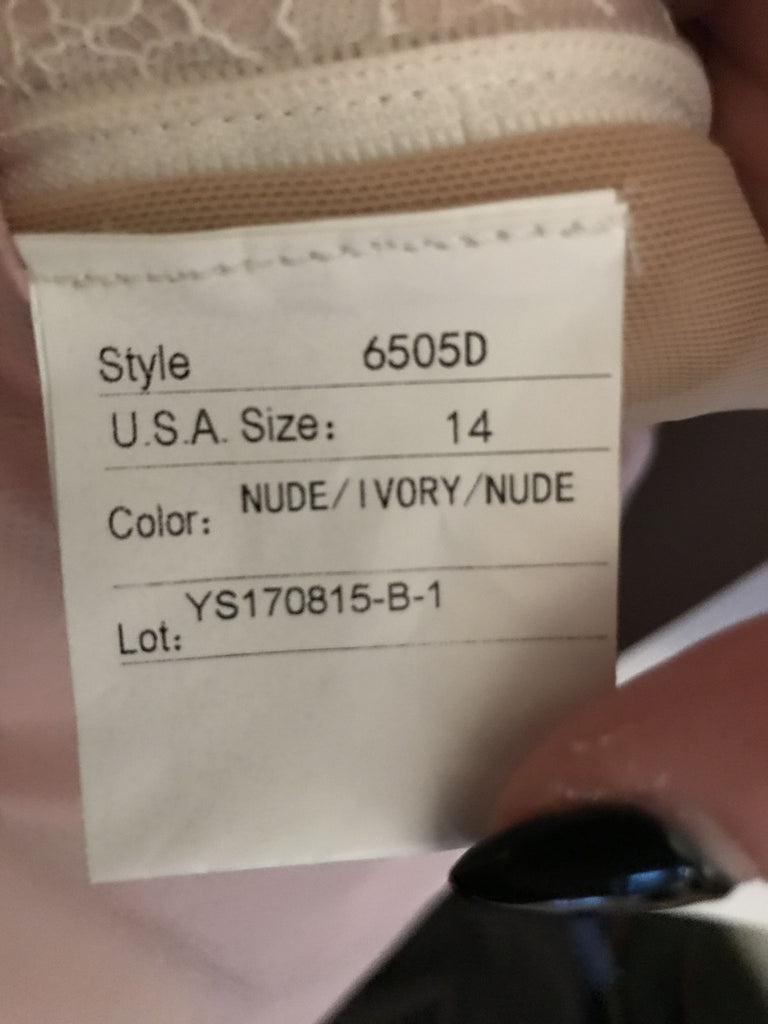 Style 6505D
U.S.A. Size: 14
Color: NUDE/IVORY/NUDE
Lot: YS170815-B-1